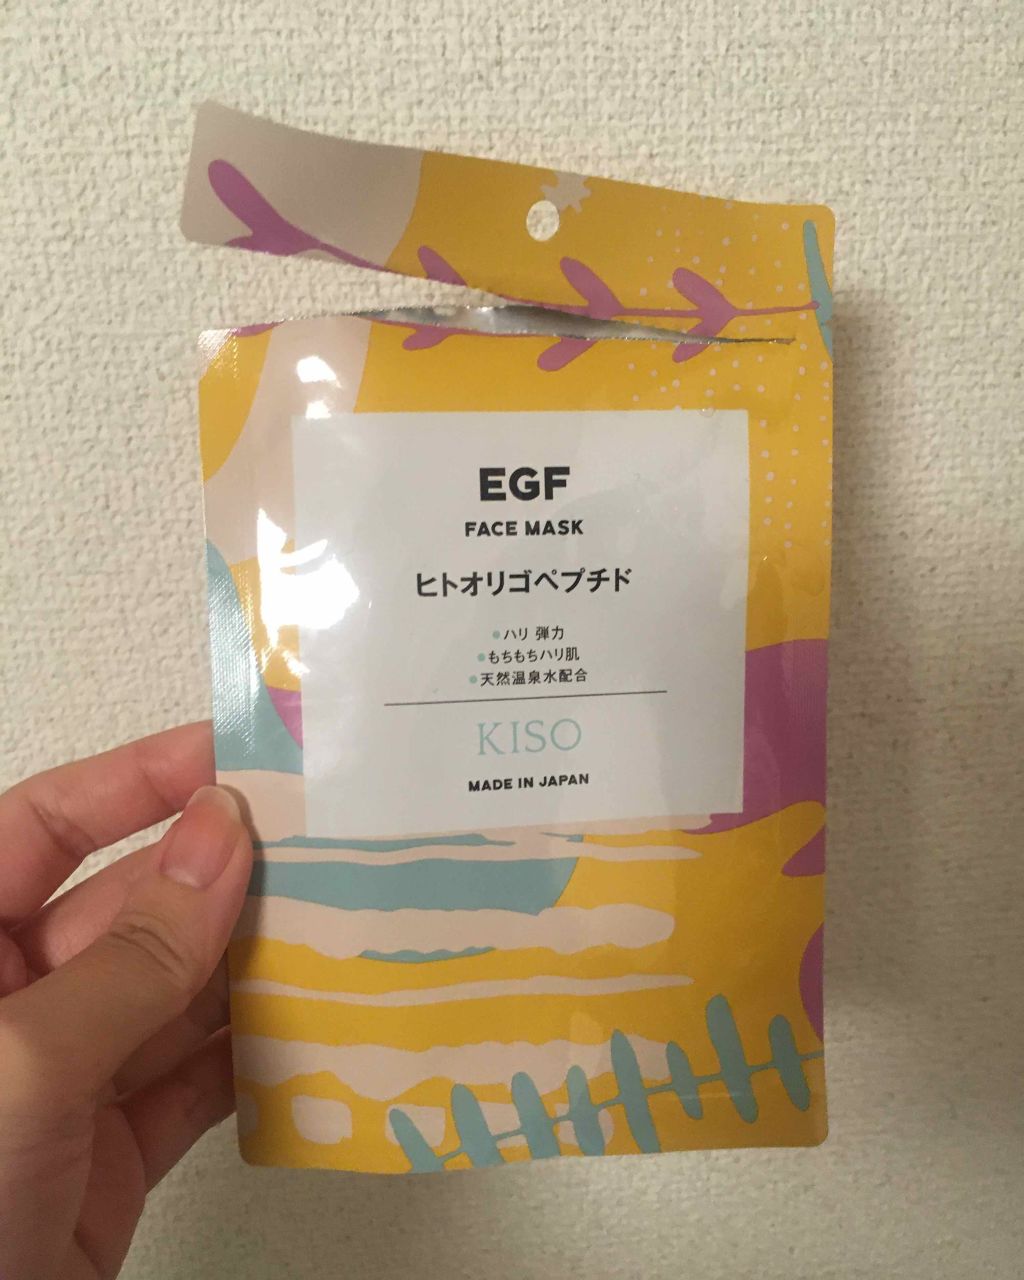 EGF
FACE MASK
ヒトオリゴペプチド
●ハリ 弾力
●もちもちハリ肌
●天然温泉水配合
KISO
MADE IN JAPAN